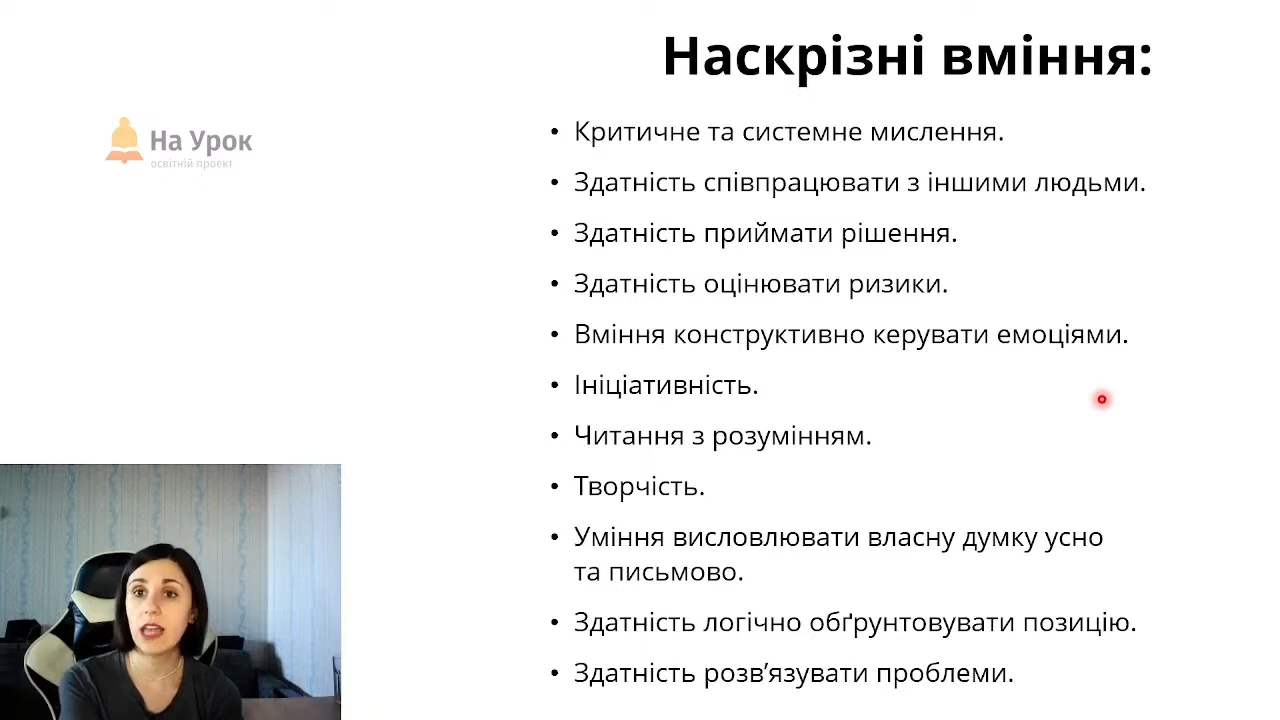 Наскрізні вміння:
На Урок
освітній проект
• Критичне та системне мислення.
• Здатність співпрацювати з іншими людьми.
• Здатність приймати рішення.
• Здатність оцінювати ризики.
• Вміння конструктивно керувати емоціями.
• Ініціативність.
• Читання з розумінням.
• Творчість.
• Уміння висловлювати власну думку усно
та письмово.
• Здатність логічно обґрунтовувати позицію.
• Здатність розв’язувати проблеми.